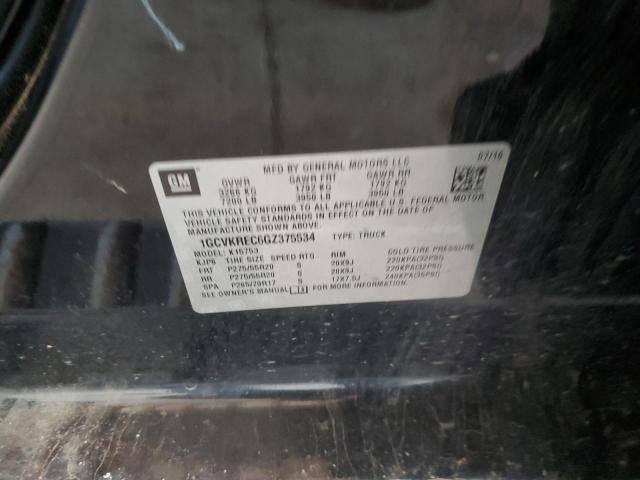 GM
MFD BY GENERAL MOTORS LLC
07/16
GVWR GAWR FRT GAWR RR
3266 KG 1792 KG 1792 KG
7200 LB 3950 LB 3950 LB
THIS VEHICLE CONFORMS TO ALL APPLICABLE U.S. FEDERAL MOTOR
VEHICLE SAFETY STANDARDS IN EFFECT ON THE DATE OF
MANUFACTURE SHOWN ABOVE.
1GCVKREC6GZ375534 TYPE: TRUCK
MODEL: K15753
KJP6 TIRE SIZE SPEED RTG RIM COLD TIRE PRESSURE
FRT P275/55R20 S 20X9J 220KPA(32PSI)
RR P275/55R20 S 20X9J 220KPA(32PSI)
SPA P265/70R17 S 17X7.5J 240KPA(35PSI)
SEE OWNER'S MANUAL FOR MORE INFORMATION.